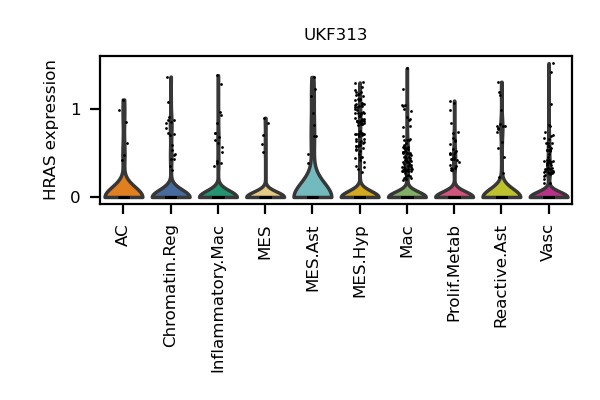 UKF313
HRAS expression
1
0
AC
Chromatin.Reg
Inflammatory.Mac
MES
MES.Ast
MES.Hyp
Mac
Prolif.Metab
Reactive.Ast
Vasc